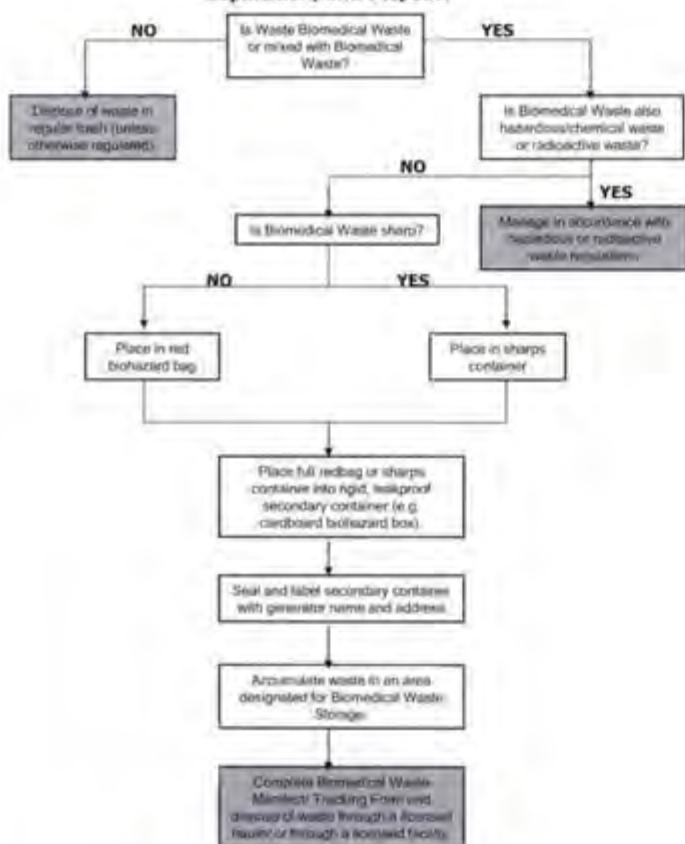 NO
Is Waste Biomedical Waste
or mixed with Biomedical
Waste?
YES
Dispose of waste in
regular trash (unless
otherwise regulated)
Is Biomedical Waste also
hazardous/chemical waste
or radioactive waste?
NO
YES
Is Biomedical Waste sharp?
Manage in accordance with
hazardous or radioactive
waste regulations
NO
YES
Place in red
biohazard bag
Place in sharps
container
Place full redbag or sharps
container into rigid, leakproof
secondary container (e.g.
cardboard biohazard box)
Seal and label secondary container
with generator name and address
Accumulate waste in an area
designated for Biomedical Waste
Storage
Complete Biomedical Waste
Manifest/ Tracking Form and
dispose of waste through a licensed
hauler or through a licensed facility